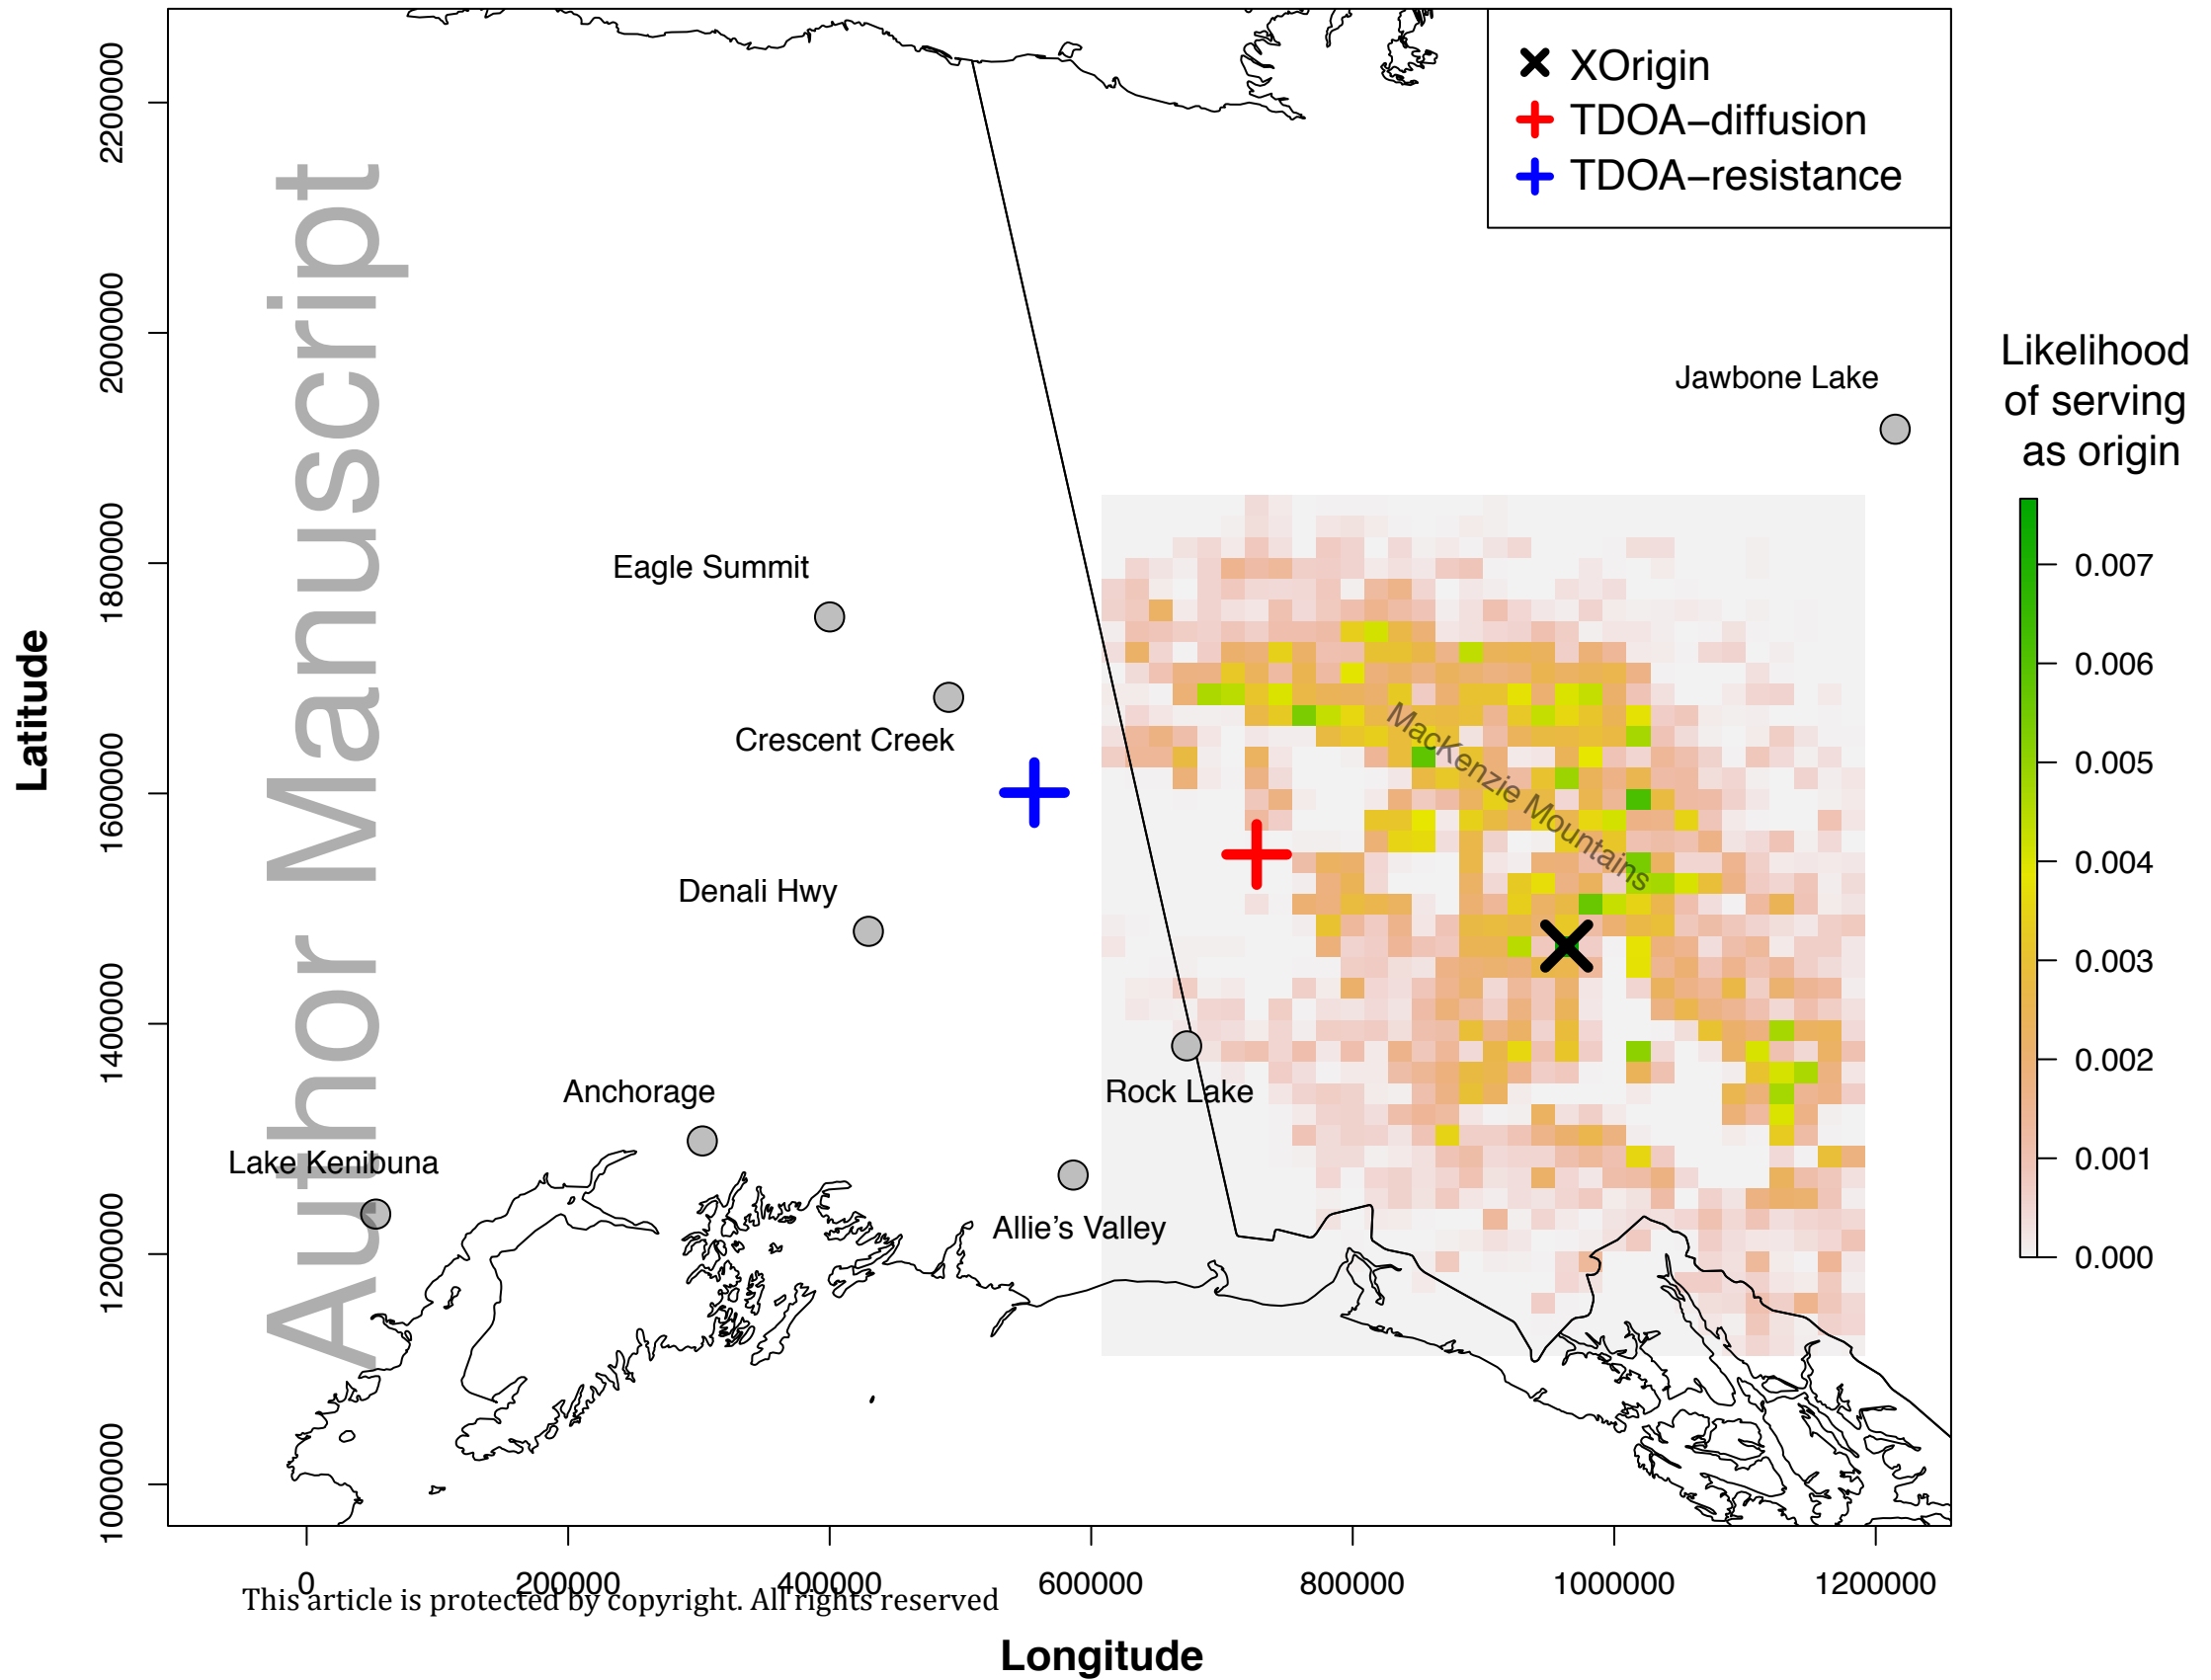 XOrigin
TDOA−diffusion
TDOA−resistance
Likelihood
of serving
as origin
0.007
0.006
0.005
0.004
0.003
0.002
0.001
0.000
Latitude
2200000
2000000
1800000
1600000
1400000
1200000
1000000
Author Manuscript
Jawbone Lake
Eagle Summit
Crescent Creek
MacKenzie Mountains
Denali Hwy
Anchorage
Rock Lake
Lake Kenibuna
Allie’s Valley
0
200000
400000
600000
800000
1000000
1200000
This article is protected by copyright. All rights reserved
Longitude